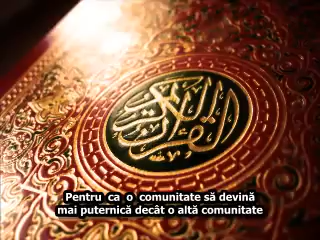 القرآن الكريم
Pentru ca o comunitate să devină
mai puternică decât o altă comunitate